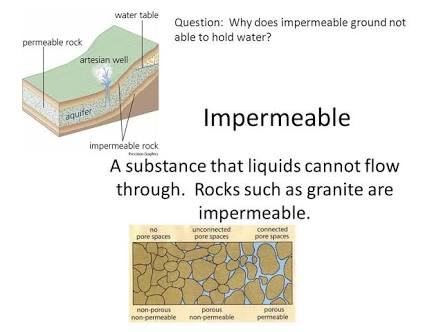 water table
permeable rock
artesian well
aquifer
impermeable rock
Question:  Why does impermeable ground not
able to hold water?
Impermeable
A substance that liquids cannot flow
through.  Rocks such as granite are
impermeable.
no
pore spaces
unconnected
pore spaces
connected
pore spaces
non-porous
non-permeable
porous
non-permeable
porous
permeable